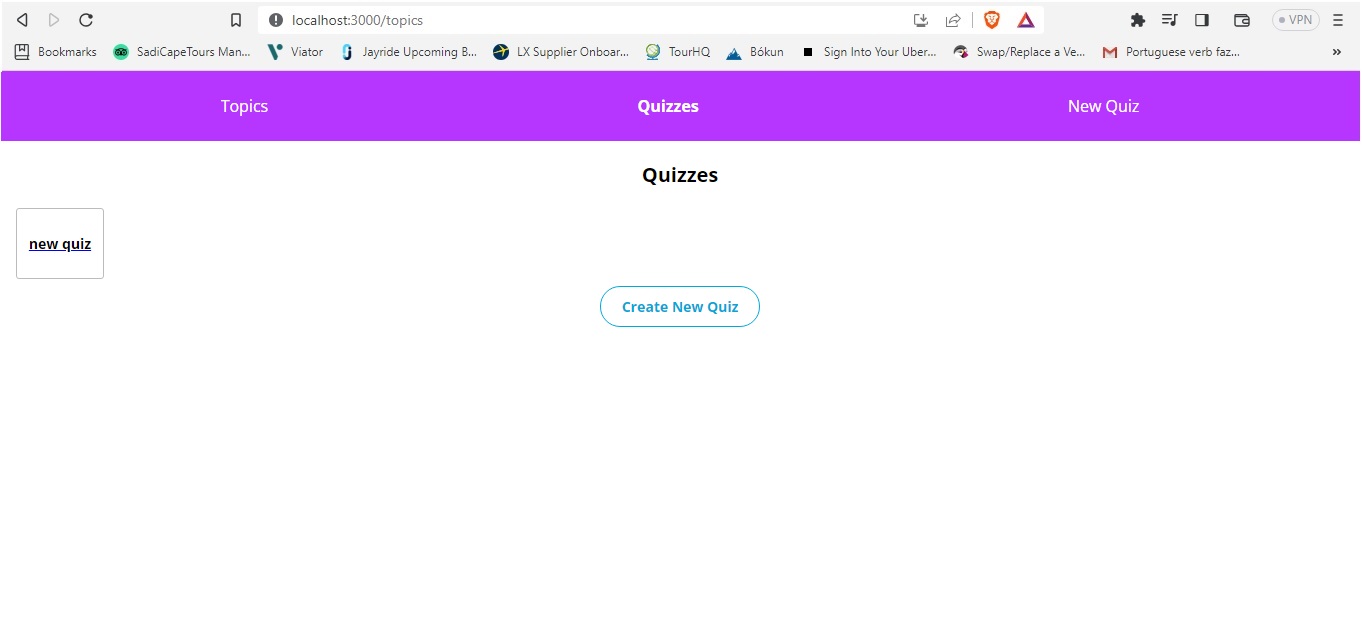 localhost:3000/topics
VPN
Bookmarks SadiCapeTours Man... Viator Jayride Upcoming B... LX Supplier Onboar... TourHQ Bókun Sign Into Your Uber... Swap/Replace a Ve... Portuguese verb faz... »
Topics Quizzes New Quiz
Quizzes
new quiz
Create New Quiz